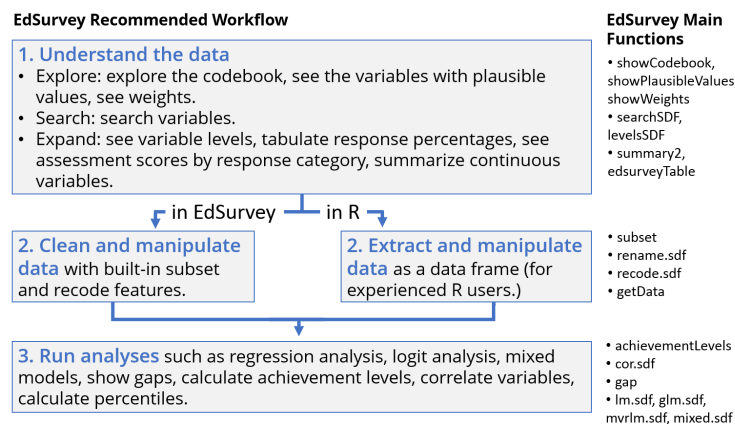 EdSurvey Recommended Workflow
1. Understand the data
• Explore: explore the codebook, see the variables with plausible
values, see weights.
• Search: search variables.
• Expand: see variable levels, tabulate response percentages, see
assessment scores by response category, summarize continuous
variables.
in EdSurvey
in R
2. Clean and manipulate
data with built-in subset
and recode features.
2. Extract and manipulate
data as a data frame (for
experienced R users.)
3. Run analyses such as regression analysis, logit analysis, mixed
models, show gaps, calculate achievement levels, correlate variables,
calculate percentiles.
EdSurvey Main
Functions
• showCodebook,
showPlausibleValues
showWeights
• searchSDF,
levelsSDF
• summary2,
edsurveyTable
• subset
• rename.sdf
• recode.sdf
• getData
• achievementLevels
• cor.sdf
• gap
• lm.sdf, glm.sdf,
mvrlm.sdf, mixed.sdf